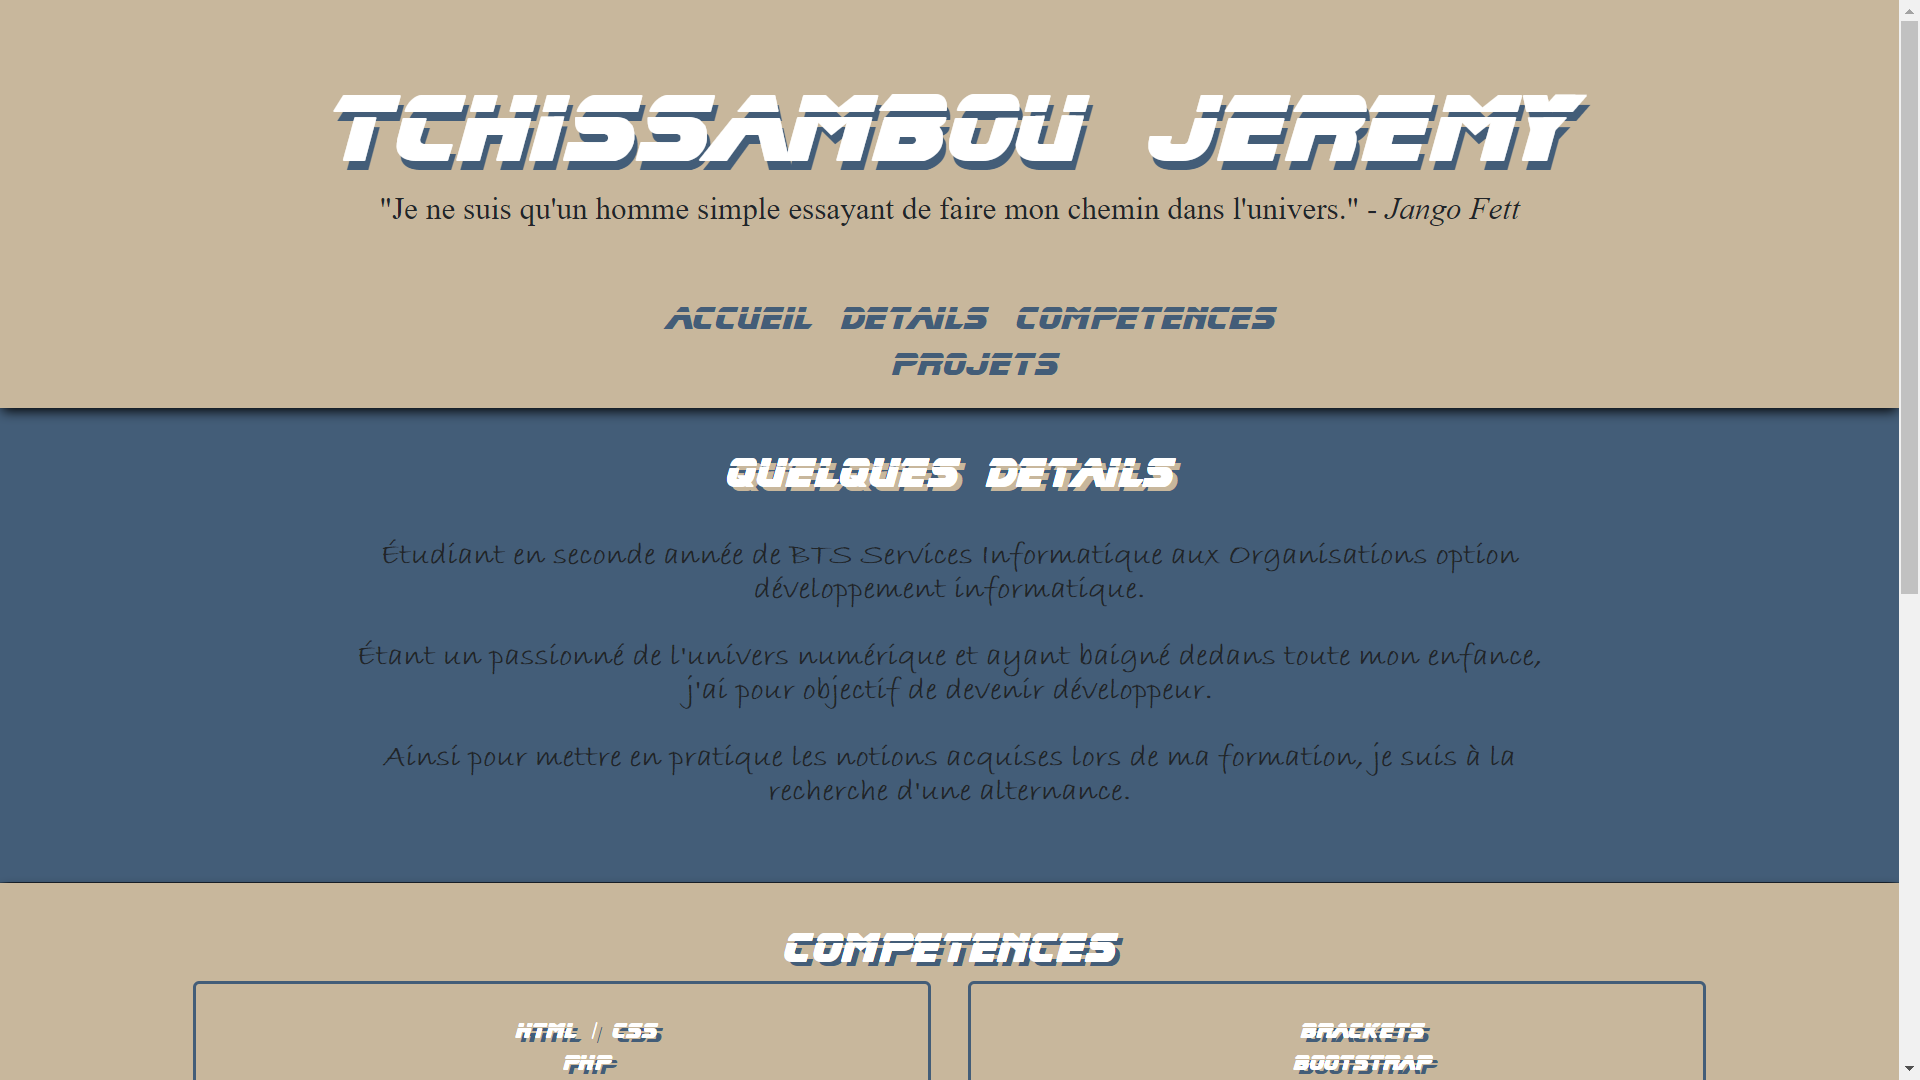 TCHISSAMBOU JEREMY
"Je ne suis qu'un homme simple essayant de faire mon chemin dans l'univers." - Jango Fett
ACCUEIL DETAILS COMPETENCES
PROJETS
QUELQUES DETAILS
Étudiant en seconde année de BTS Services Informatique aux Organisations option
développement informatique.
Étant un passionné de l'univers numérique et ayant baigné dedans toute mon enfance,
j'ai pour objectif de devenir développeur.
Ainsi pour mettre en pratique les notions acquises lors de ma formation, je suis à la
recherche d'une alternance.
COMPETENCES
HTML / CSS
PHP
BRACKETS
BOOTSTRAP